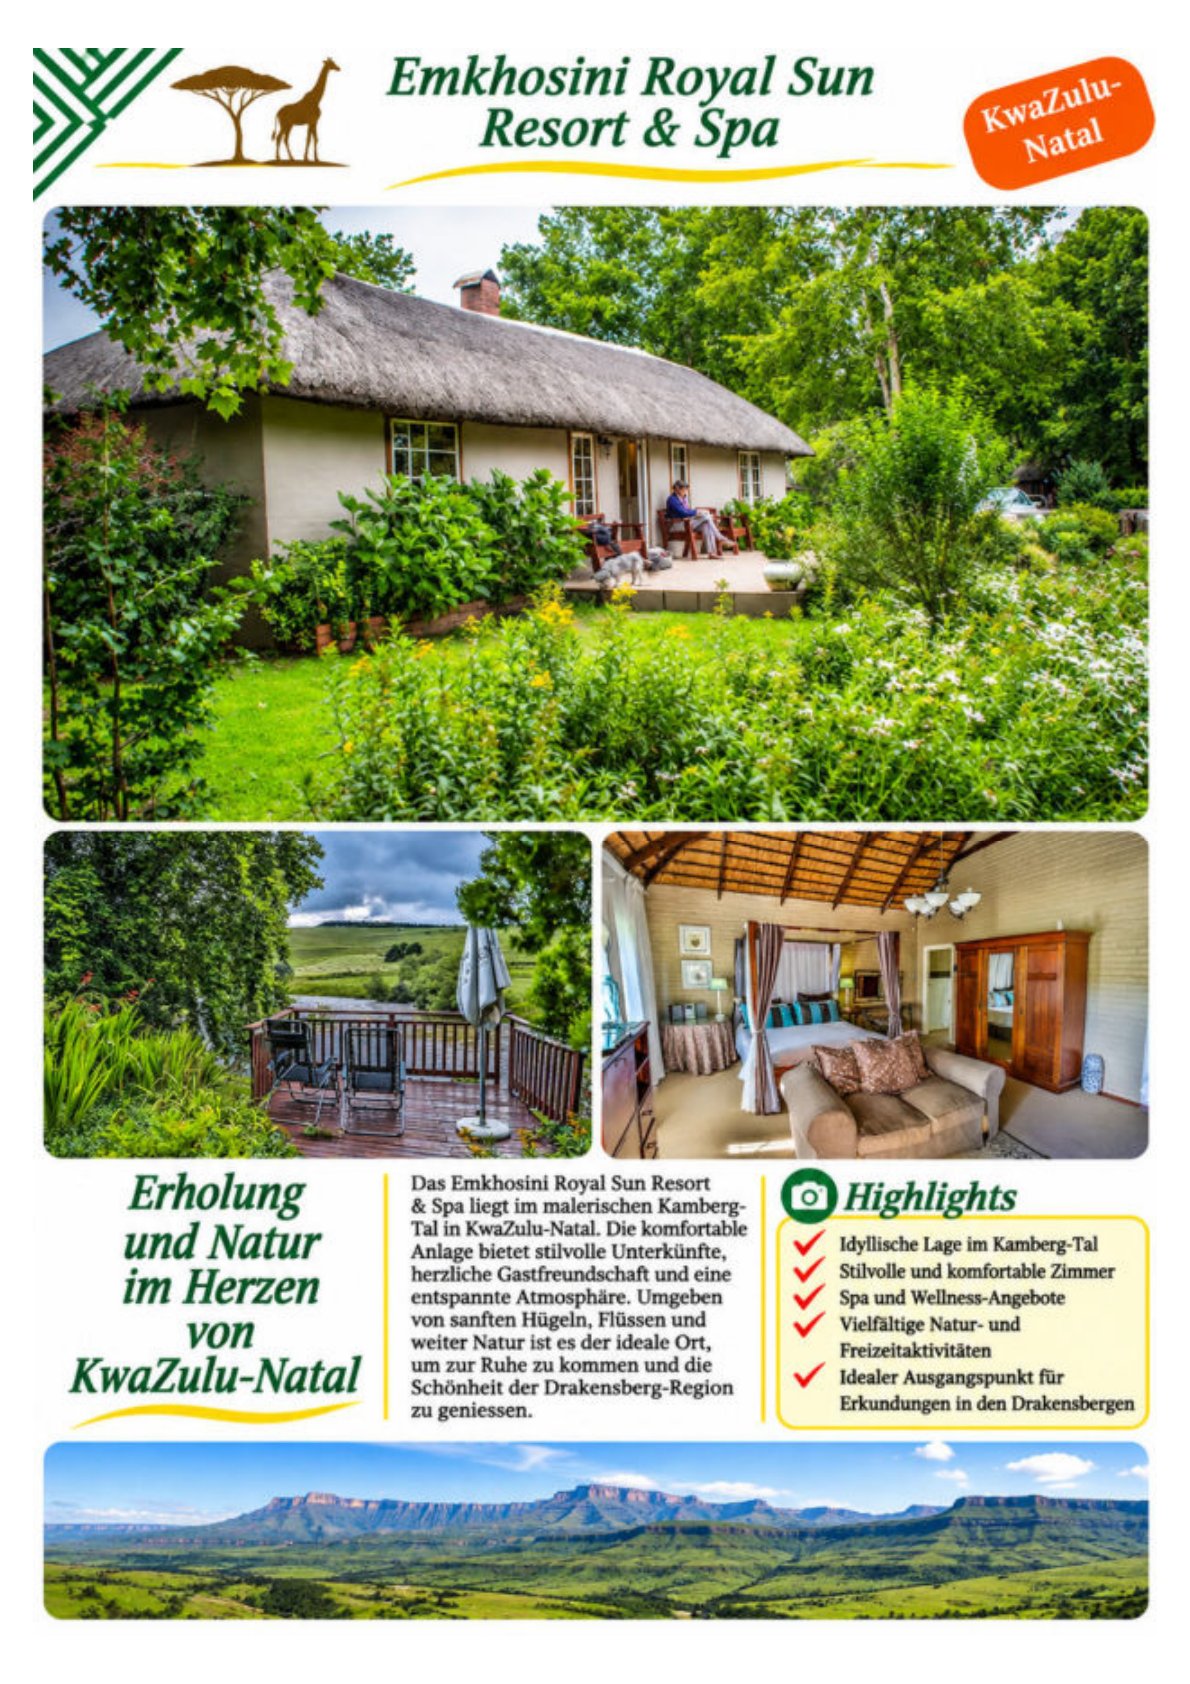 Emkhosini Royal Sun
Resort & Spa
KwaZulu-
Natal
Erholung
und Natur
im Herzen
von
KwaZulu-Natal
Das Emkhosini Royal Sun Resort
& Spa liegt im malerischen Kamberg-
Tal in KwaZulu-Natal. Die komfortable
Anlage bietet stilvolle Unterkünfte,
herzliche Gastfreundschaft und eine
entspannte Atmosphäre. Umgeben
von sanften Hügeln, Flüssen und
weiter Natur ist es der ideale Ort,
um zur Ruhe zu kommen und die
Schönheit der Drakensberg-Region
zu geniessen.
Highlights
Idyllische Lage im Kamberg-Tal
Stilvolle und komfortable Zimmer
Spa und Wellness-Angebote
Vielfältige Natur- und
Freizeitaktivitäten
Idealer Ausgangspunkt für
Erkundungen in den Drakensbergen